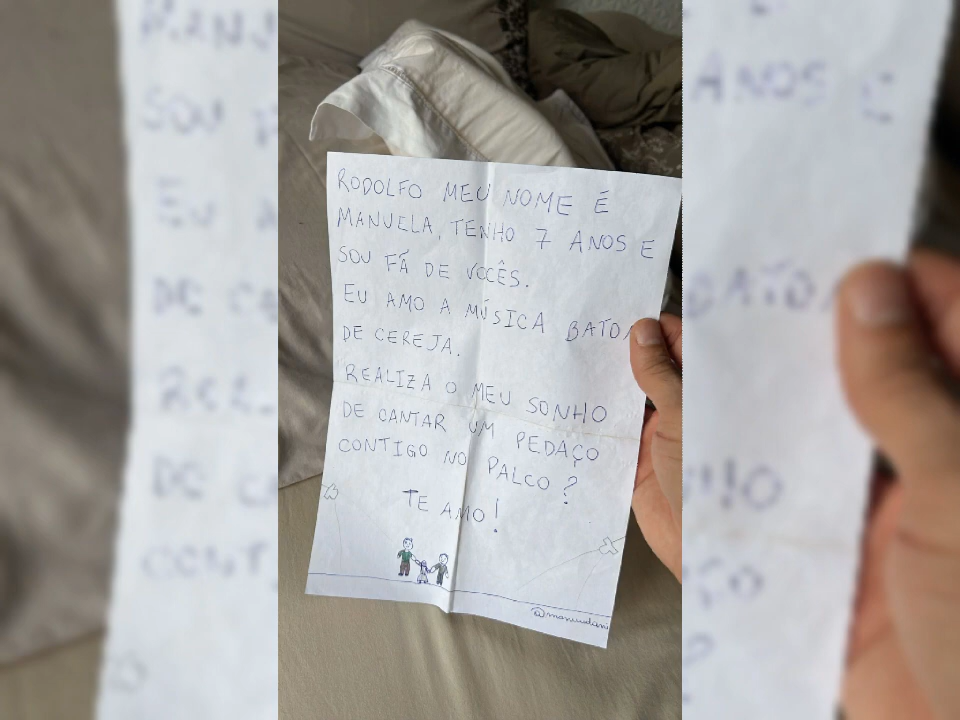 RODOLFO MEU NOME É
MANUELA, TENHO 7 ANOS E
SOU FÃ DE VOCÊS.
EU AMO A MÚSICA
DE CEREJA.
REALIZA O MEU SONHO
DE CANTAR UM PEDAÇO
CONTIGO NO PALCO?
TE AMO!